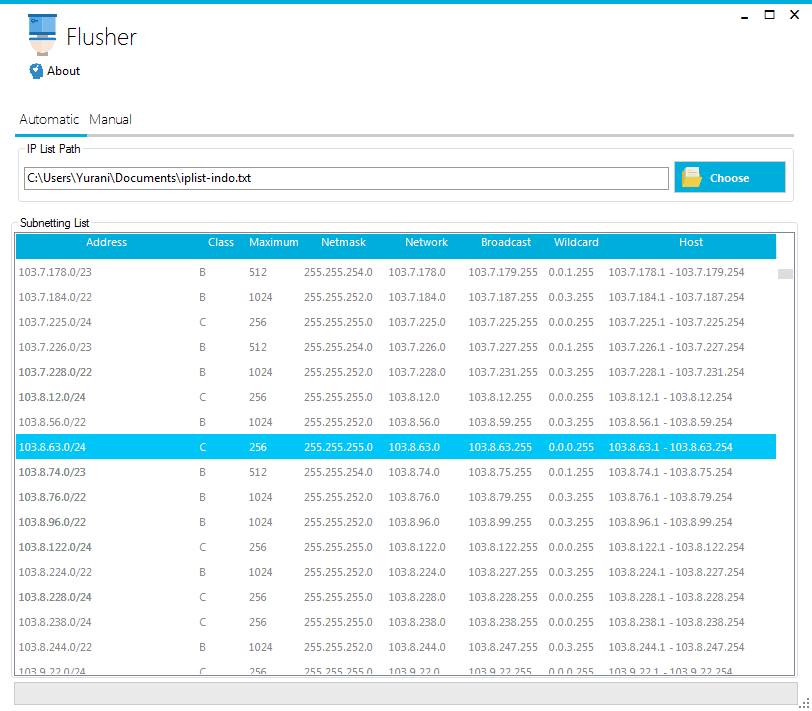 Flusher
About
Automatic Manual
IP List Path
C:\Users\Yurani\Documents\iplist-indo.txt Choose
Subnetting List
Address Class Maximum Netmask Network Broadcast Wildcard Host
103.7.178.0/23 B 512 255.255.254.0 103.7.178.0 103.7.179.255 0.0.1.255 103.7.178.1 - 103.7.179.254
103.7.184.0/22 B 1024 255.255.252.0 103.7.184.0 103.7.187.255 0.0.3.255 103.7.184.1 - 103.7.187.254
103.7.225.0/24 C 256 255.255.255.0 103.7.225.0 103.7.225.255 0.0.0.255 103.7.225.1 - 103.7.225.254
103.7.226.0/23 B 512 255.255.254.0 103.7.226.0 103.7.227.255 0.0.1.255 103.7.226.1 - 103.7.227.254
103.7.228.0/22 B 1024 255.255.252.0 103.7.228.0 103.7.231.255 0.0.3.255 103.7.228.1 - 103.7.231.254
103.8.12.0/24 C 256 255.255.255.0 103.8.12.0 103.8.12.255 0.0.0.255 103.8.12.1 - 103.8.12.254
103.8.56.0/22 B 1024 255.255.252.0 103.8.56.0 103.8.59.255 0.0.3.255 103.8.56.1 - 103.8.59.254
103.8.63.0/24 C 256 255.255.255.0 103.8.63.0 103.8.63.255 0.0.0.255 103.8.63.1 - 103.8.63.254
103.8.74.0/23 B 512 255.255.254.0 103.8.74.0 103.8.75.255 0.0.1.255 103.8.74.1 - 103.8.75.254
103.8.76.0/22 B 1024 255.255.252.0 103.8.76.0 103.8.79.255 0.0.3.255 103.8.76.1 - 103.8.79.254
103.8.96.0/22 B 1024 255.255.252.0 103.8.96.0 103.8.99.255 0.0.3.255 103.8.96.1 - 103.8.99.254
103.8.122.0/24 C 256 255.255.255.0 103.8.122.0 103.8.122.255 0.0.0.255 103.8.122.1 - 103.8.122.254
103.8.224.0/22 B 1024 255.255.252.0 103.8.224.0 103.8.227.255 0.0.3.255 103.8.224.1 - 103.8.227.254
103.8.228.0/24 C 256 255.255.255.0 103.8.228.0 103.8.228.255 0.0.0.255 103.8.228.1 - 103.8.228.254
103.8.238.0/24 C 256 255.255.255.0 103.8.238.0 103.8.238.255 0.0.0.255 103.8.238.1 - 103.8.238.254
103.8.244.0/22 B 1024 255.255.252.0 103.8.244.0 103.8.247.255 0.0.3.255 103.8.244.1 - 103.8.247.254
103.9.22.0/24 C 256 255.255.255.0 103.9.22.0 103.9.22.255 0.0.0.255 103.9.22.1 - 103.9.22.254